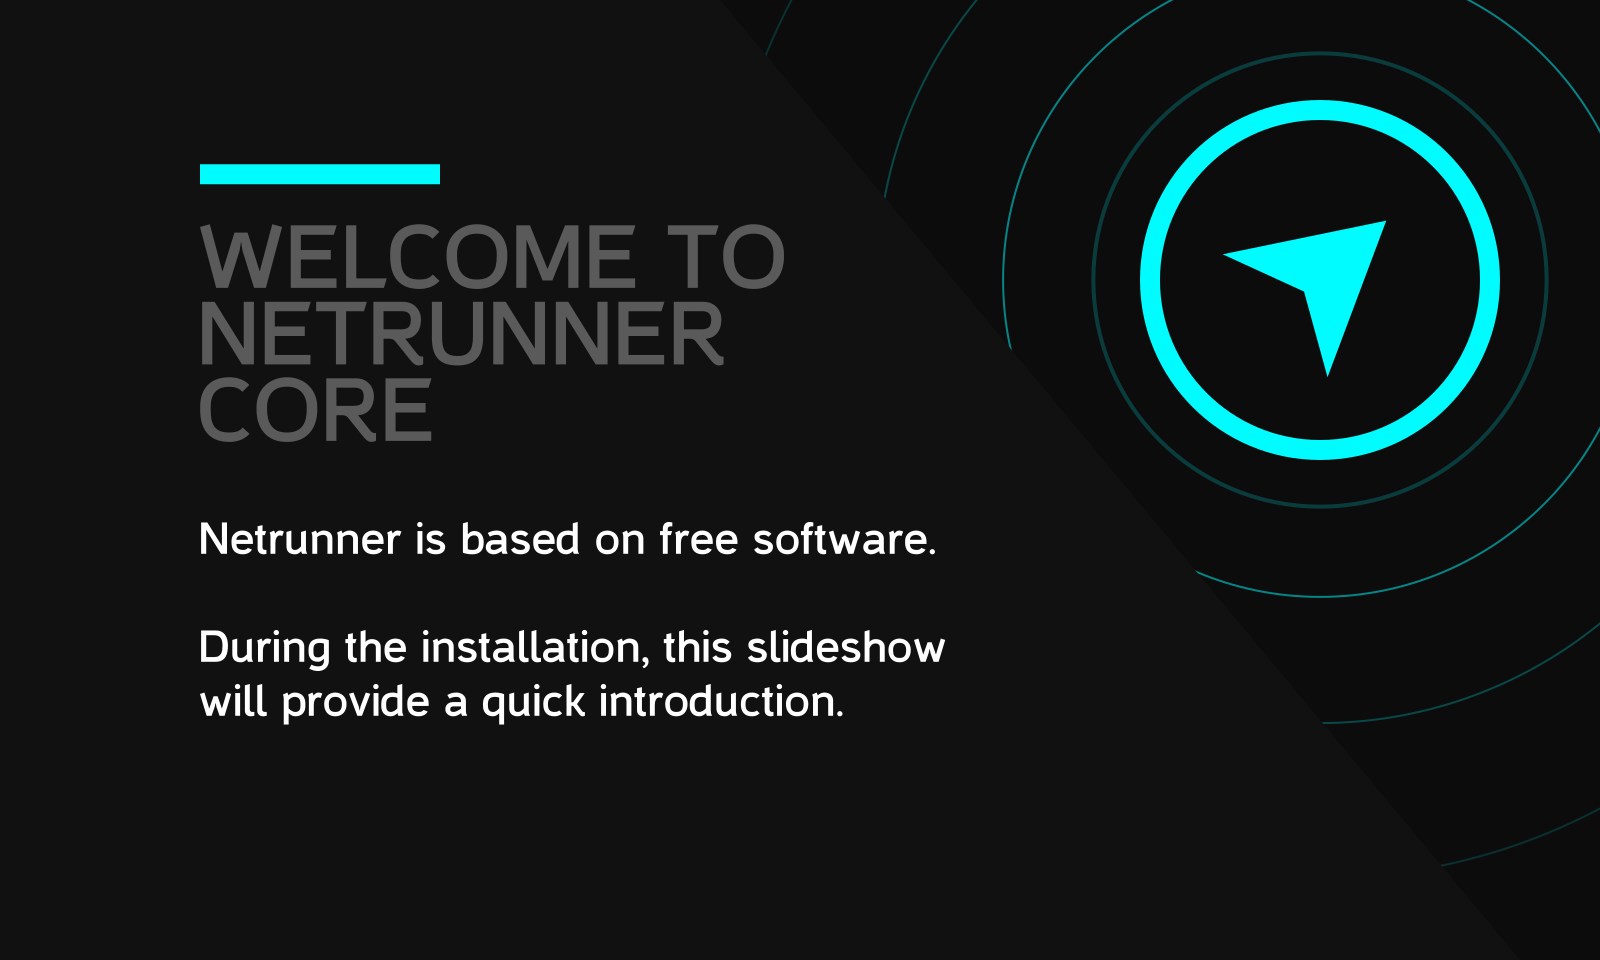 WELCOME TO
NETRUNNER
CORE
Netrunner is based on free software.
During the installation, this slideshow
will provide a quick introduction.